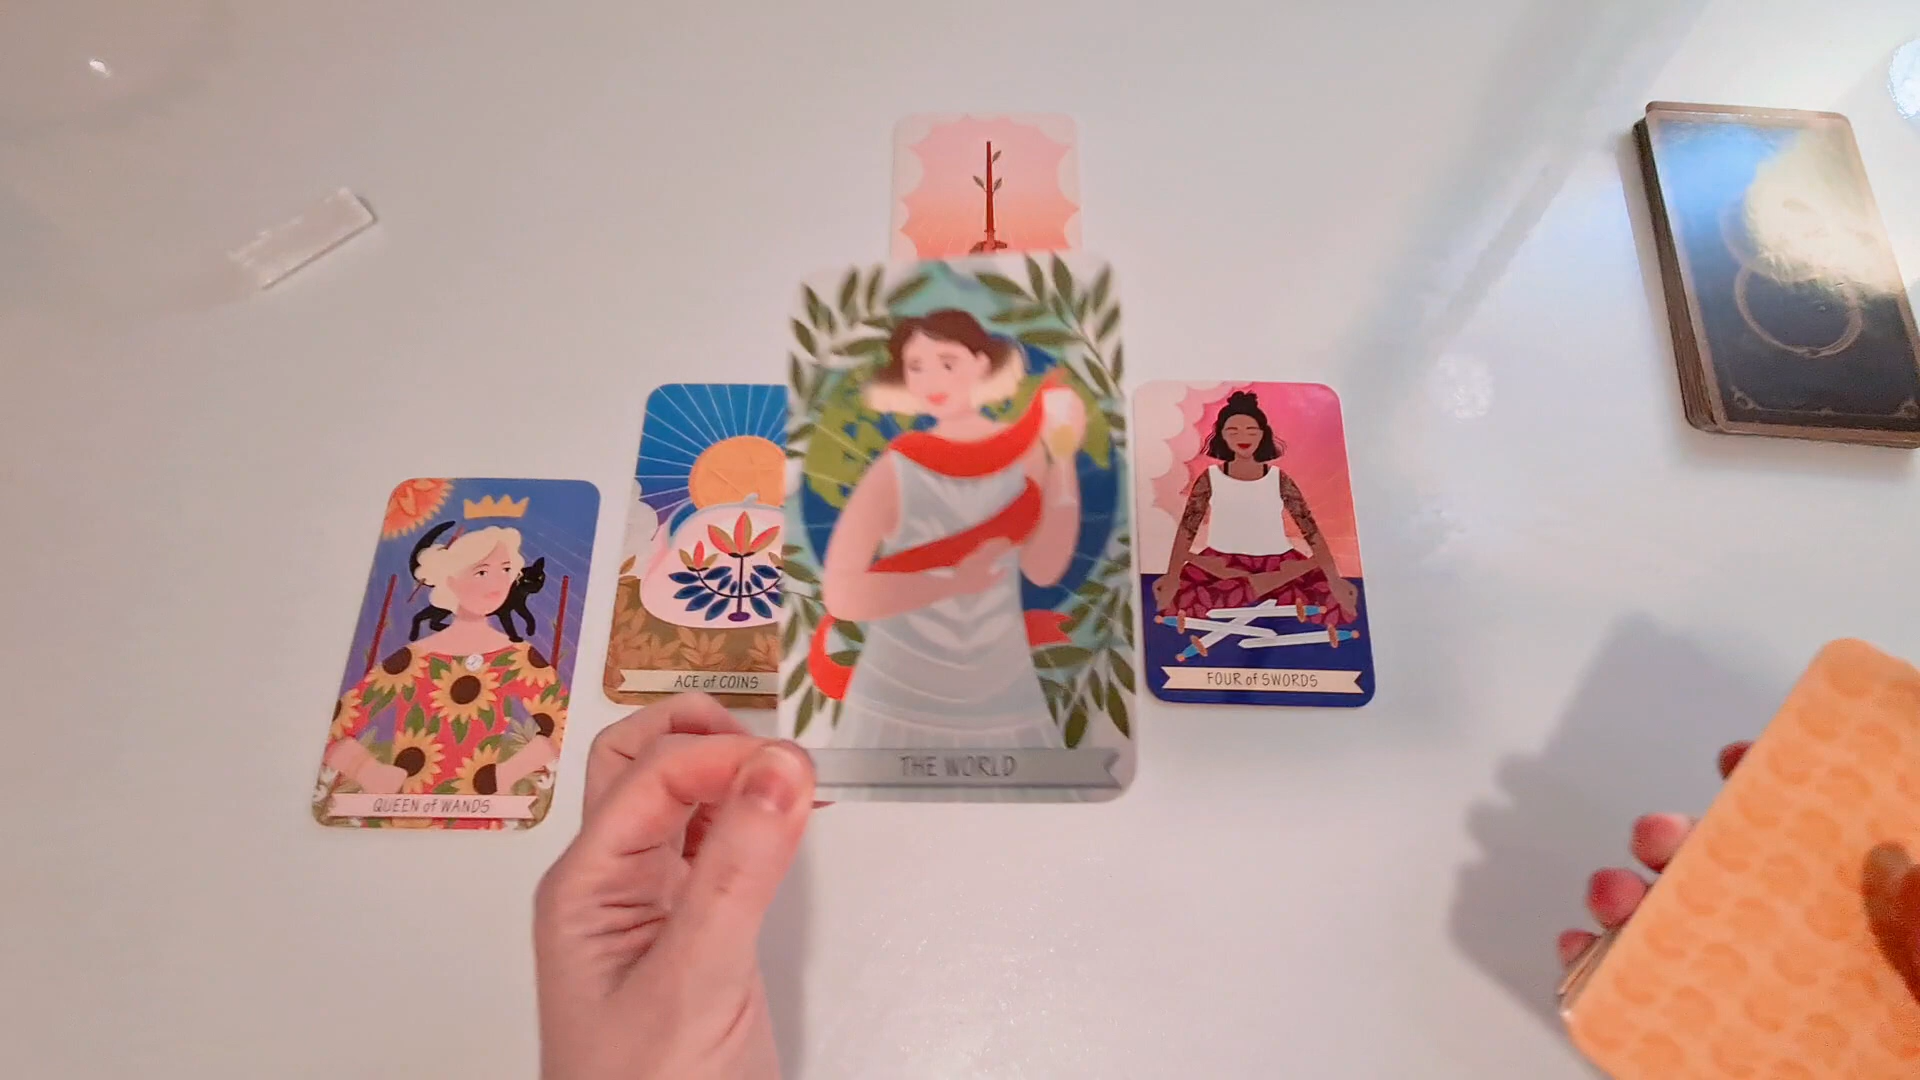 QUEEN of WANDS
ACE of COINS
THE WORLD
FOUR of SWORDS